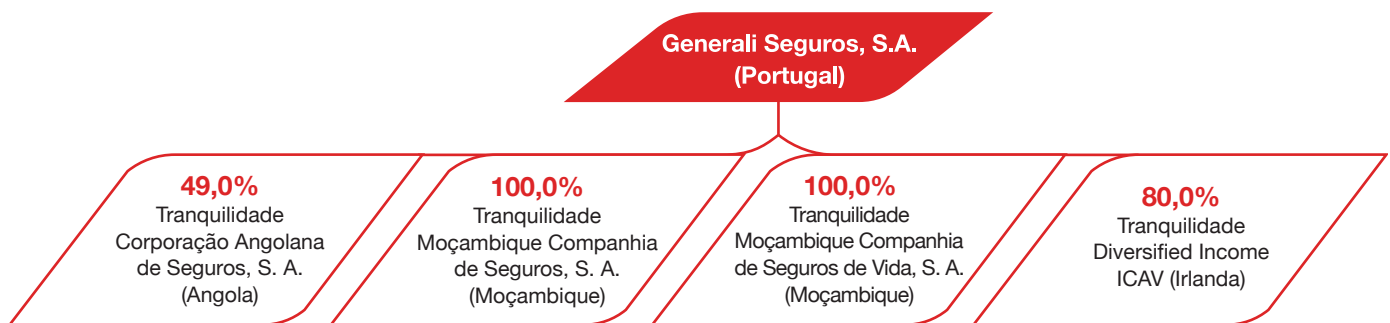 Generali Seguros, S.A.
(Portugal)
49,0%
Tranquilidade
Corporação Angolana
de Seguros, S. A.
(Angola)
100,0%
Tranquilidade
Moçambique Companhia
de Seguros, S. A.
(Moçambique)
100,0%
Tranquilidade
Moçambique Companhia
de Seguros de Vida, S. A.
(Moçambique)
80,0%
Tranquilidade
Diversified Income
ICAV (Irlanda)